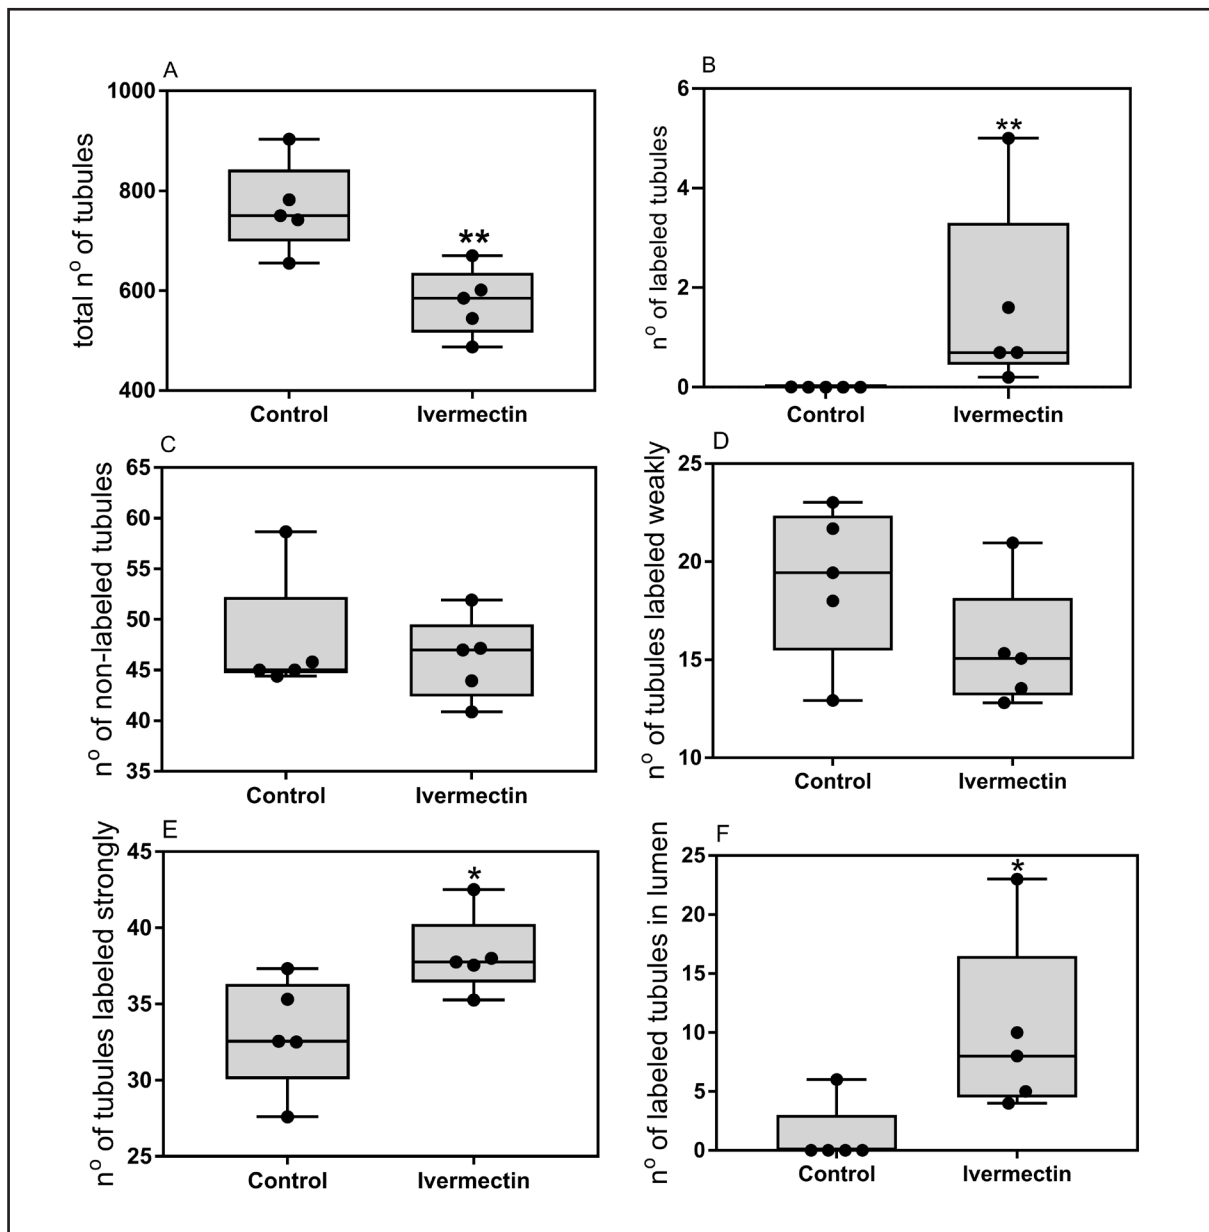 A
total nº of tubules
1000
800
600
400
**
Control
Ivermectin
B
nº of labeled tubules
6
4
2
0
**
Control
Ivermectin
C
nº of non-labeled tubules
65
60
55
50
45
40
35
Control
Ivermectin
D
nº of tubules labeled weakly
25
20
15
10
Control
Ivermectin
E
nº of tubules labeled strongly
45
40
35
30
25
*
Control
Ivermectin
F
nº of labeled tubules in lumen
25
20
15
10
5
0
*
Control
Ivermectin